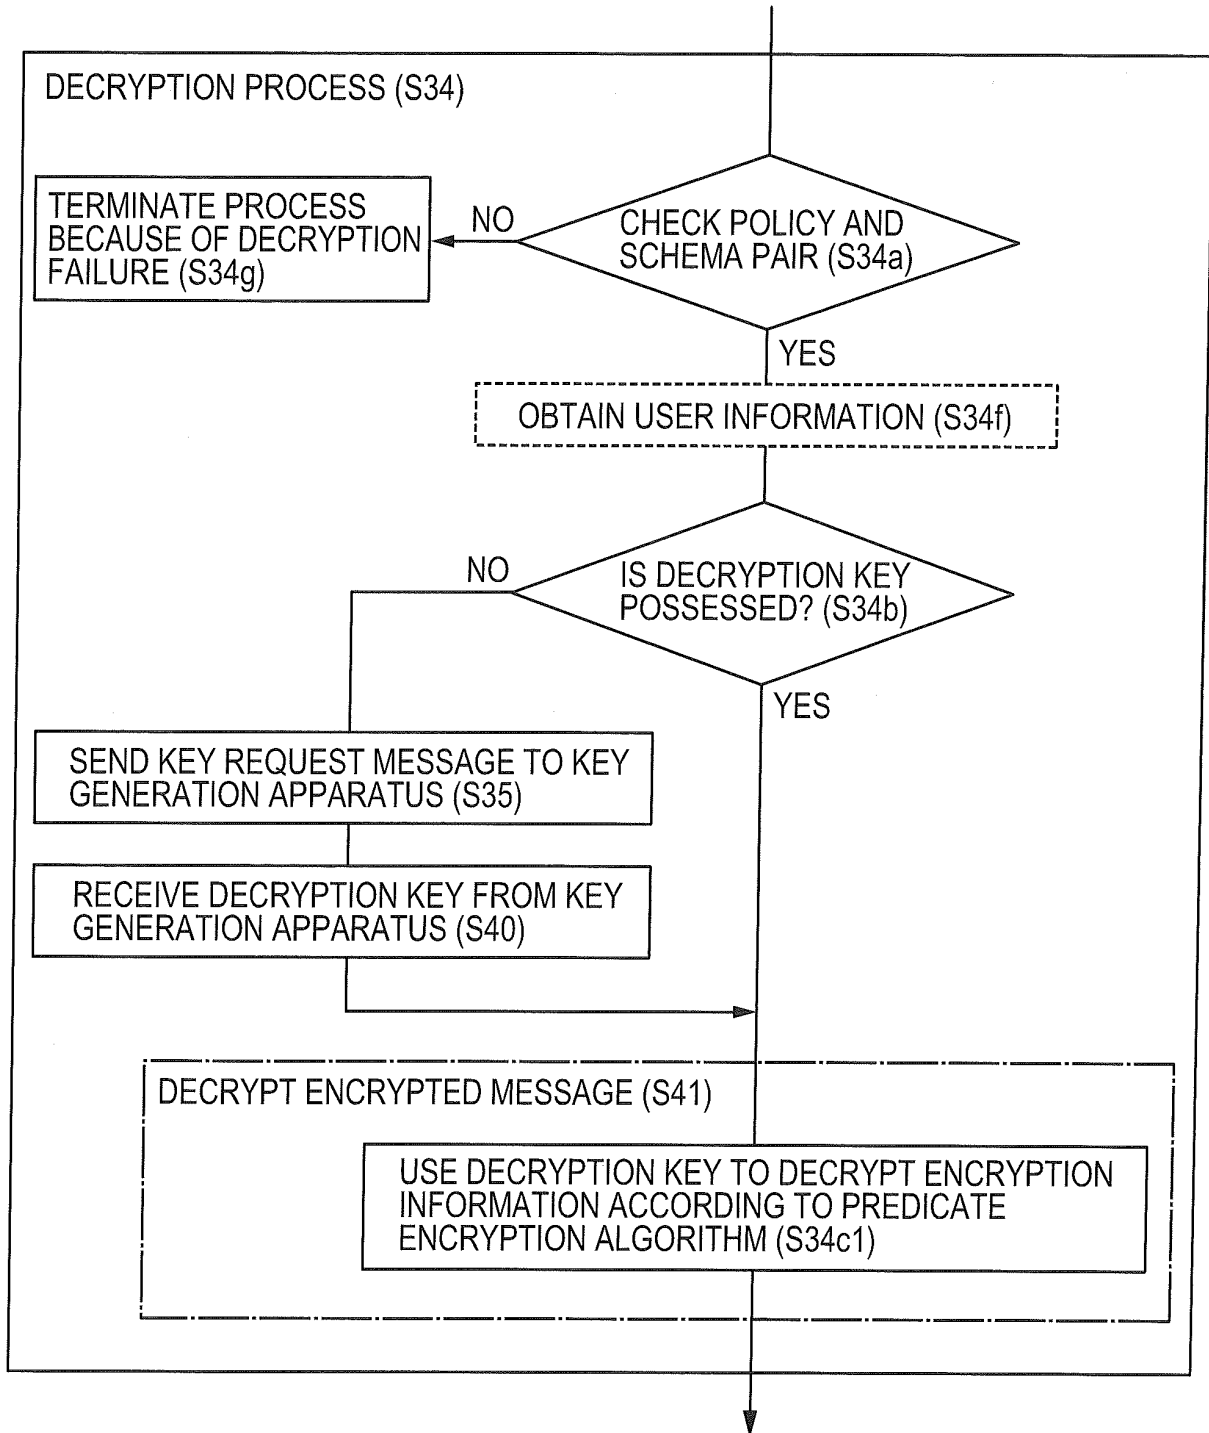 DECRYPTION PROCESS (S34)
TERMINATE PROCESS
BECAUSE OF DECRYPTION
FAILURE (S34g)
NO
CHECK POLICY AND
SCHEMA PAIR (S34a)
YES
OBTAIN USER INFORMATION (S34f)
NO
IS DECRYPTION KEY
POSSESSED? (S34b)
YES
SEND KEY REQUEST MESSAGE TO KEY
GENERATION APPARATUS (S35)
RECEIVE DECRYPTION KEY FROM KEY
GENERATION APPARATUS (S40)
DECRYPT ENCRYPTED MESSAGE (S41)
USE DECRYPTION KEY TO DECRYPT ENCRYPTION
INFORMATION ACCORDING TO PREDICATE
ENCRYPTION ALGORITHM (S34c1)